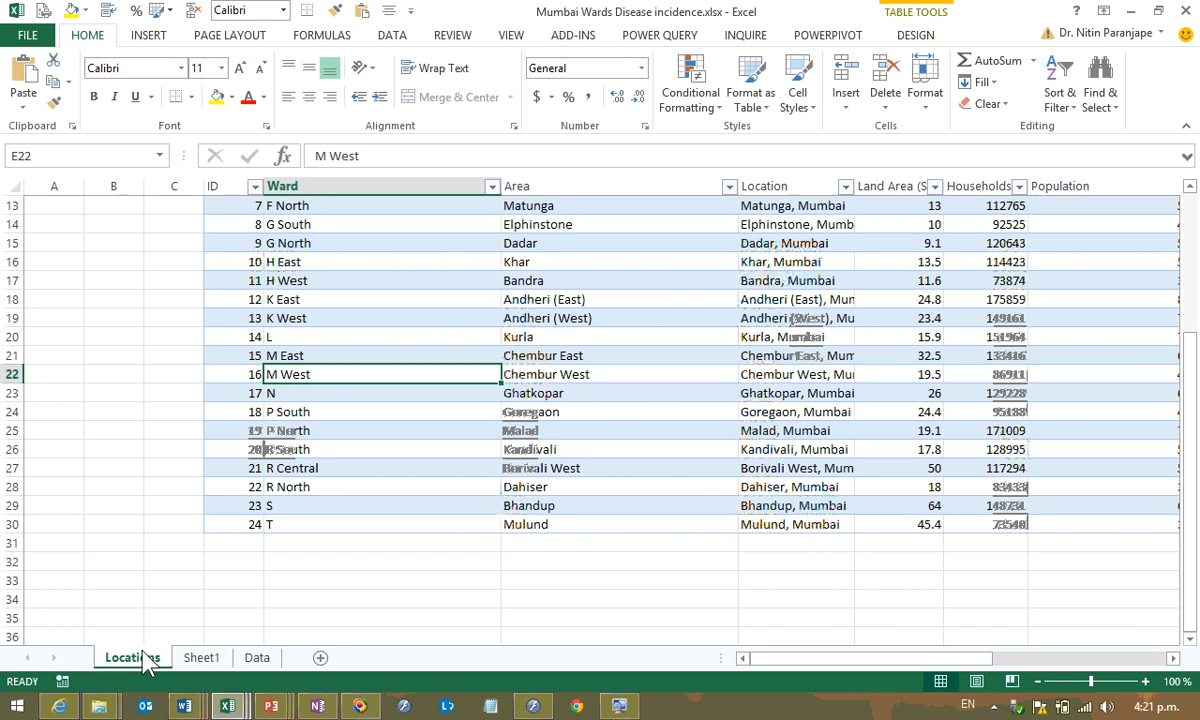 Calibri
Mumbai Wards Disease incidence.xlsx - Excel
TABLE TOOLS
?
FILE HOME INSERT PAGE LAYOUT FORMULAS DATA REVIEW VIEW ADD-INS POWER QUERY INQUIRE POWERPIVOT DESIGN
Dr. Nitin Paranjape
Paste
Calibri 11
B I U
Wrap Text
Merge & Center
General
$ % ,
Conditional Formatting
Format as Table
Cell Styles
Insert Delete Format
AutoSum
Fill
Clear
Sort & Filter
Find & Select
Clipboard Font Alignment Number Styles Cells Editing
E22 fx M West
A B C ID Ward Area Location Land Area (S Households Population
13 7 F North Matunga Matunga, Mumbai 13 112765
14 8 G South Elphinstone Elphinstone, Mumb 10 92525
15 9 G North Dadar Dadar, Mumbai 9.1 120643
16 10 H East Khar Khar, Mumbai 13.5 114423
17 11 H West Bandra Bandra, Mumbai 11.6 73874
18 12 K East Andheri (East) Andheri (East), Mun 24.8 175859
19 13 K West Andheri (West) Andheri (West), Mu 23.4 149161
20 14 L Kurla Kurla, Mumbai 15.9 151964
21 15 M East Chembur East Chembur East, Mum 32.5 133416
22 16 M West Chembur West Chembur West, Mu 19.5 86911
23 17 N Ghatkopar Ghatkopar, Mumbai 26 129228
24 18 P South Goregaon Goregaon, Mumbai 24.4 95188
25 19 P North Malad Malad, Mumbai 19.1 171009
26 20 R South Kandivali Kandivali, Mumbai 17.8 128995
27 21 R Central Borivali West Borivali West, Mum 50 117294
28 22 R North Dahiser Dahiser, Mumbai 18 83433
29 23 S Bhandup Bhandup, Mumbai 64 148731
30 24 T Mulund Mulund, Mumbai 45.4 73548
31
32
33
34
35
36
Locations Sheet1 Data
READY 100 %
EN 4:21 p.m.